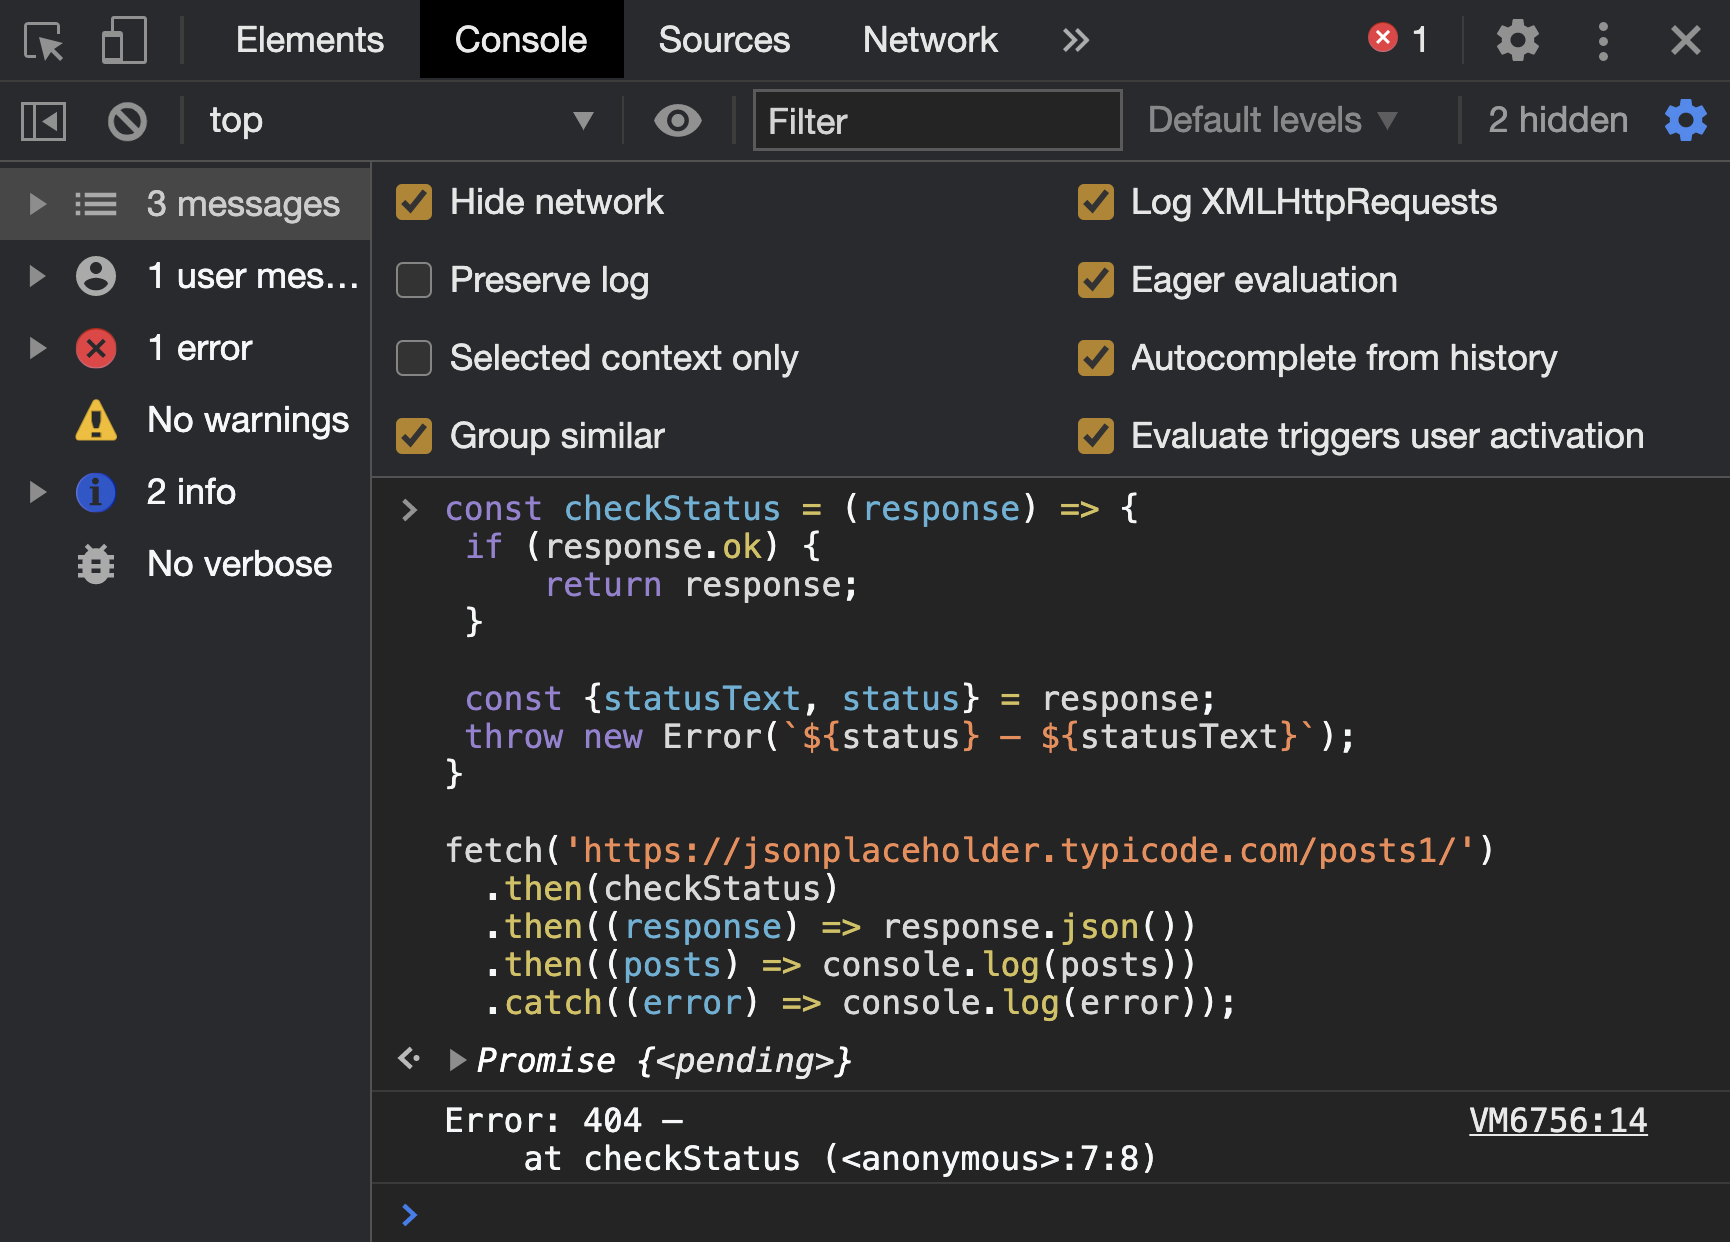 Elements Console Sources Network » 1
top Filter Default levels ▼ 2 hidden
3 messages
1 user mes...
1 error
No warnings
2 info
No verbose
Hide network
Log XMLHttpRequests
Preserve log
Eager evaluation
Selected context only
Autocomplete from history
Group similar
Evaluate triggers user activation
> const checkStatus = (response) => {
if (response.ok) {
return response;
}
const {statusText, status} = response;
throw new Error(`${status} – ${statusText}`);
}
fetch('https://jsonplaceholder.typicode.com/posts1/')
.then(checkStatus)
.then((response) => response.json())
.then((posts) => console.log(posts))
.catch((error) => console.log(error));
Promise {<pending>}
Error: 404 – VM6756:14
at checkStatus (<anonymous>:7:8)
>